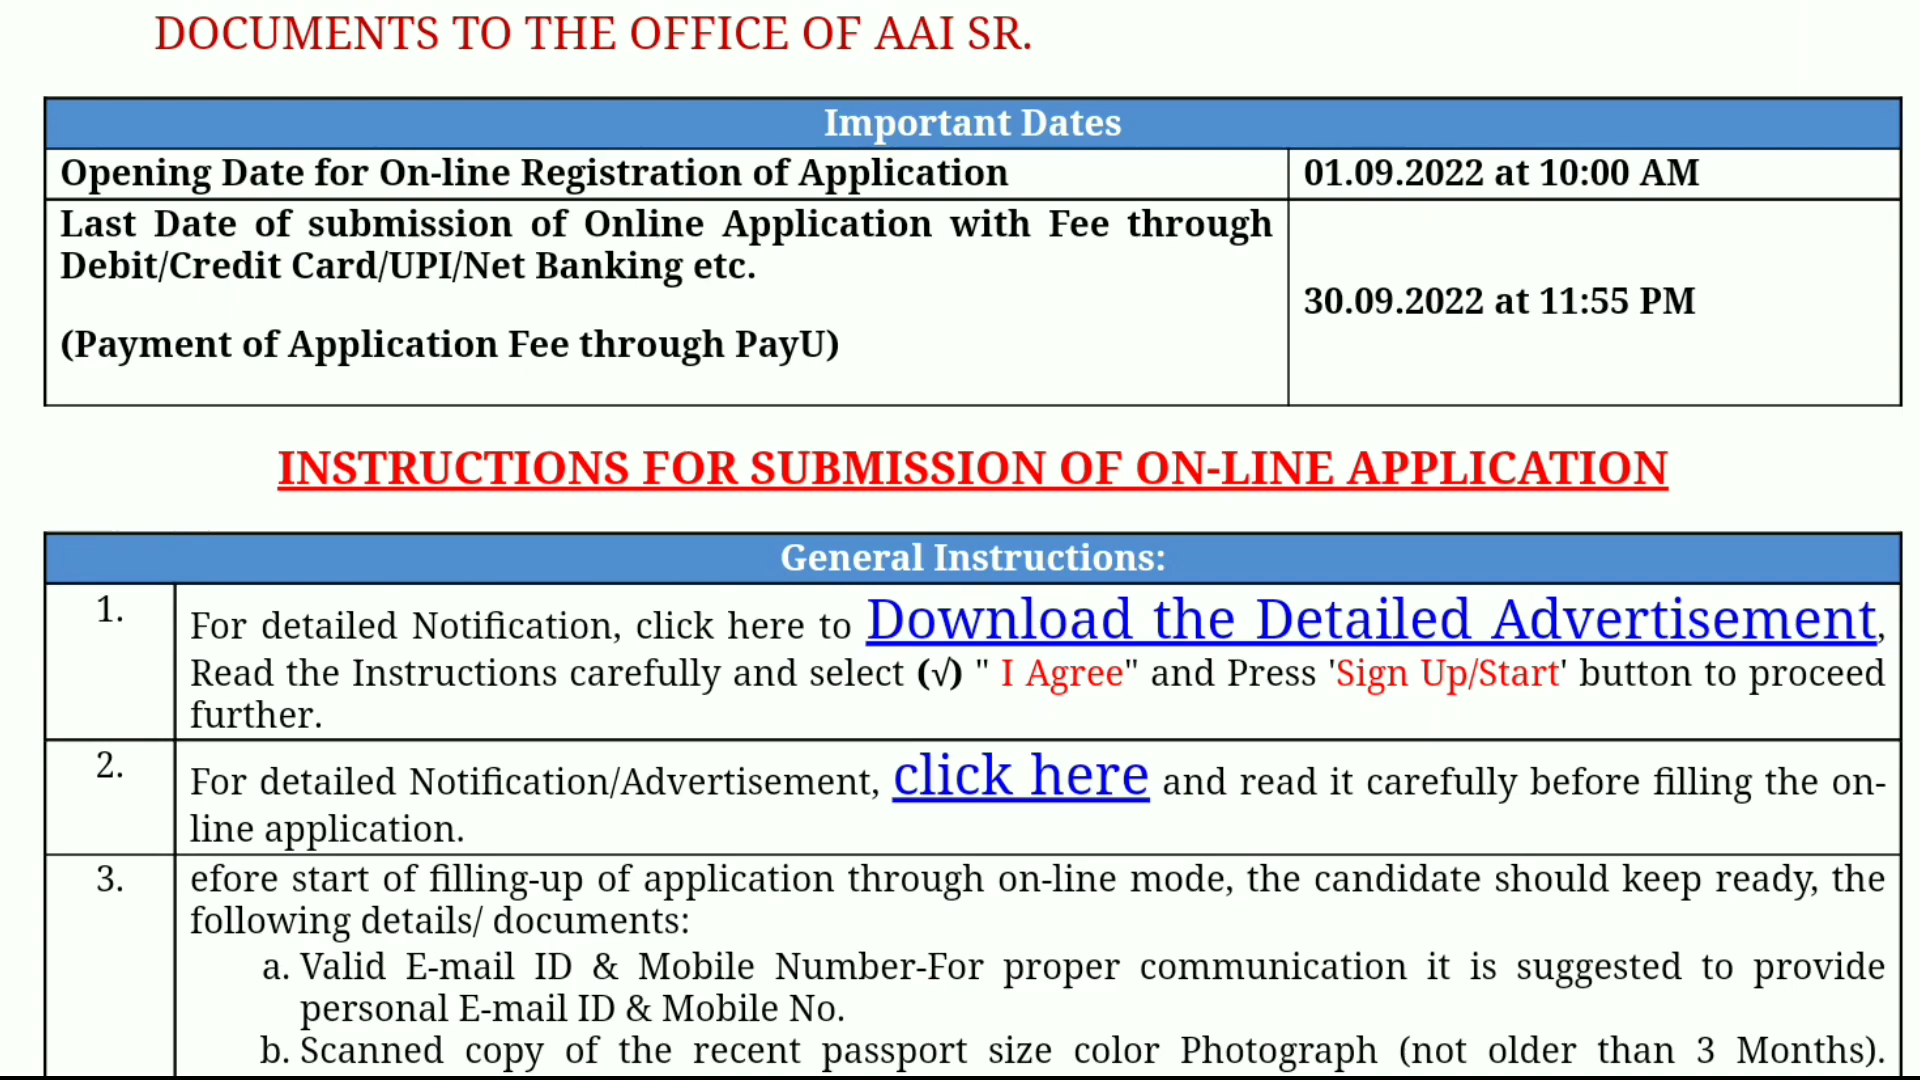 DOCUMENTS TO THE OFFICE OF AAI SR.
Important Dates
Opening Date for On-line Registration of Application 01.09.2022 at 10:00 AM
Last Date of submission of Online Application with Fee through
Debit/Credit Card/UPI/Net Banking etc.
30.09.2022 at 11:55 PM
(Payment of Application Fee through PayU)
INSTRUCTIONS FOR SUBMISSION OF ON-LINE APPLICATION
General Instructions:
1. For detailed Notification, click here to Download the Detailed Advertisement,
Read the Instructions carefully and select (√) " I Agree" and Press 'Sign Up/Start' button to proceed
further.
2. For detailed Notification/Advertisement, click here and read it carefully before filling the on-
line application.
3. efore start of filling-up of application through on-line mode, the candidate should keep ready, the
following details/ documents:
a. Valid E-mail ID & Mobile Number-For proper communication it is suggested to provide
personal E-mail ID & Mobile No.
b. Scanned copy of the recent passport size color Photograph (not older than 3 Months).